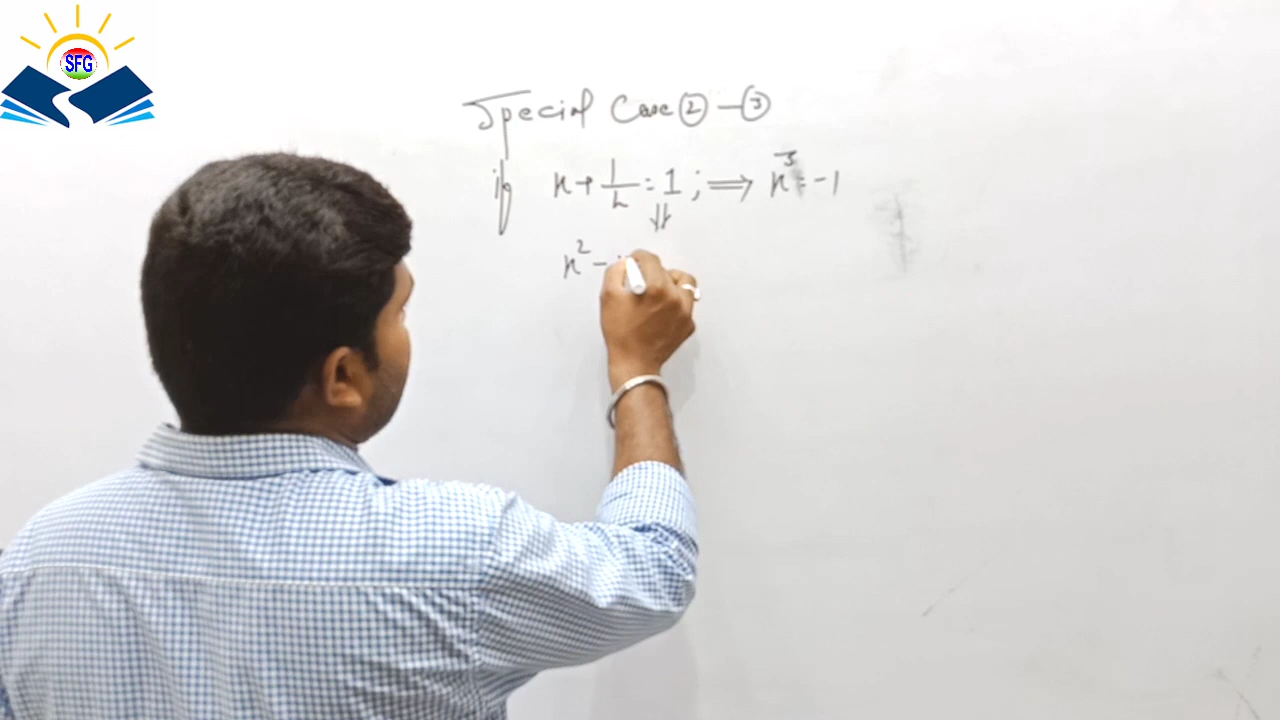 SFG
Special Case ② - ③
if x + 1/x = 1 ; ⟹ x³ = -1
⇓
x² -